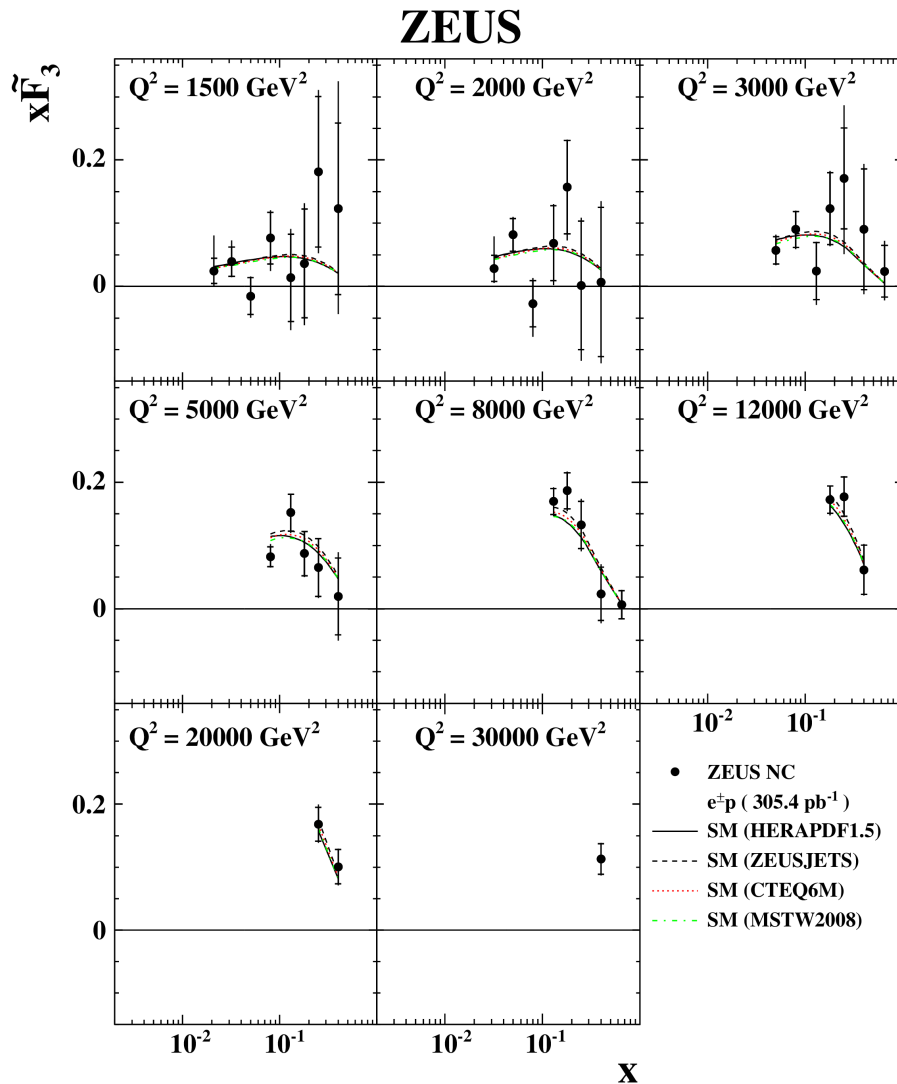 ZEUS
xF̃₃
Q² = 1500 GeV²
Q² = 2000 GeV²
Q² = 3000 GeV²
0.2
0
Q² = 5000 GeV²
Q² = 8000 GeV²
Q² = 12000 GeV²
0.2
0
10⁻² 10⁻¹
Q² = 20000 GeV²
Q² = 30000 GeV²
0.2
0
ZEUS NC
e±p ( 305.4 pb⁻¹ )
SM (HERAPDF1.5)
SM (ZEUSJETS)
SM (CTEQ6M)
SM (MSTW2008)
10⁻² 10⁻¹
10⁻² 10⁻¹
x